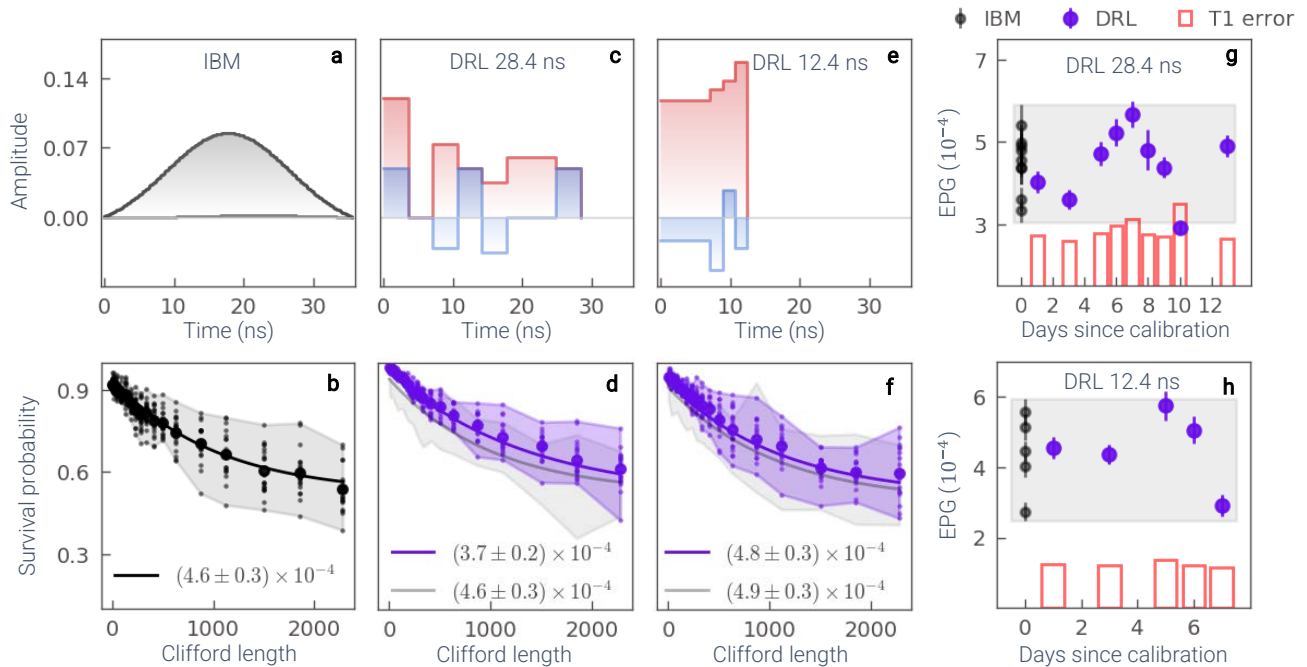 IBM DRL T1 error
IBM a
DRL 28.4 ns c
DRL 12.4 ns e
DRL 28.4 ns g
Amplitude
0.14
0.07
0.00
0 10 20 30
Time (ns)
0 10 20 30
Time (ns)
0 10 20 30
Time (ns)
EPG (10⁻⁴)
7
5
3
0 2 4 6 8 10 12
Days since calibration
b
d
f
DRL 12.4 ns h
Survival probability
0.9
0.6
0.3
(4.6 ± 0.3) × 10⁻⁴
(3.7 ± 0.2) × 10⁻⁴
(4.6 ± 0.3) × 10⁻⁴
(4.8 ± 0.3) × 10⁻⁴
(4.9 ± 0.3) × 10⁻⁴
0 1000 2000
Clifford length
0 1000 2000
Clifford length
0 1000 2000
Clifford length
EPG (10⁻⁴)
6
4
2
0 2 4 6
Days since calibration